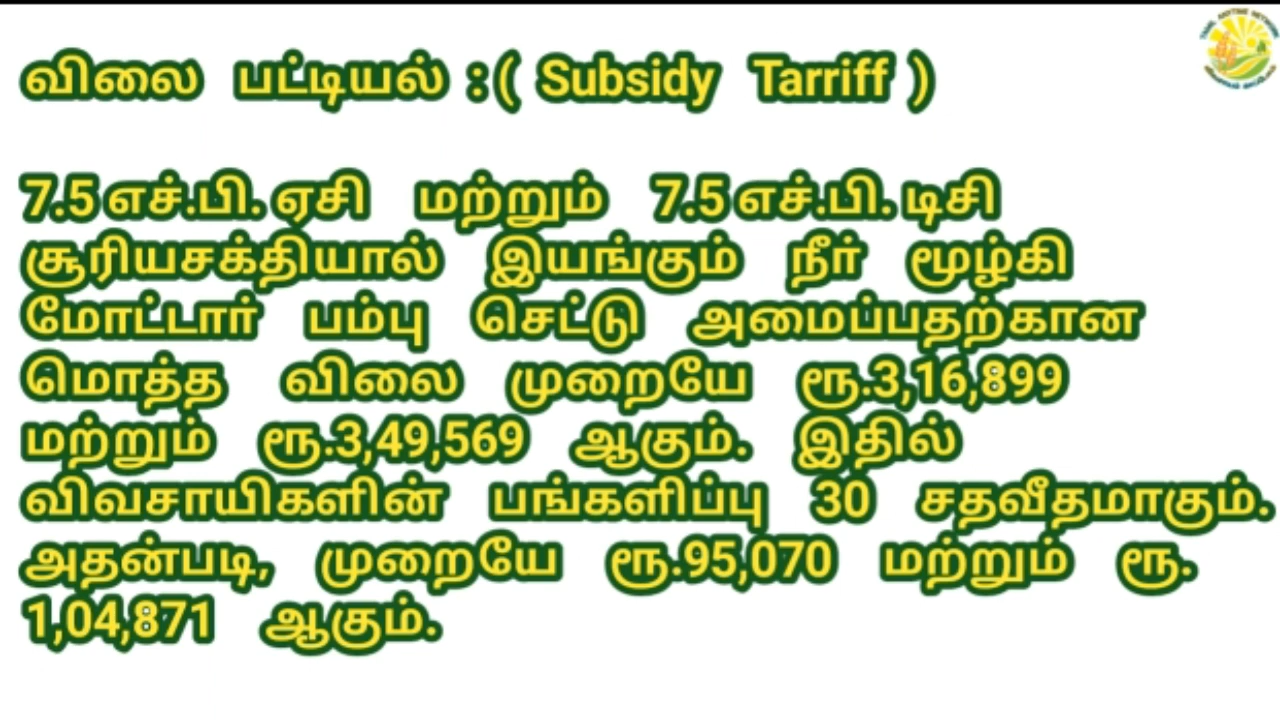 விலை பட்டியல் :( Subsidy Tarriff )
7.5 எச்.பி. ஏசி மற்றும் 7.5 எச்.பி. டிசி
சூரியசக்தியால் இயங்கும் நீர் மூழ்கி
மோட்டார் பம்பு செட்டு அமைப்பதற்கான
மொத்த விலை முறையே ரூ.3,16,899
மற்றும் ரூ.3,49,569 ஆகும். இதில்
விவசாயிகளின் பங்களிப்பு 30 சதவீதமாகும்.
அதன்படி, முறையே ரூ.95,070 மற்றும் ரூ.
1,04,871 ஆகும்.